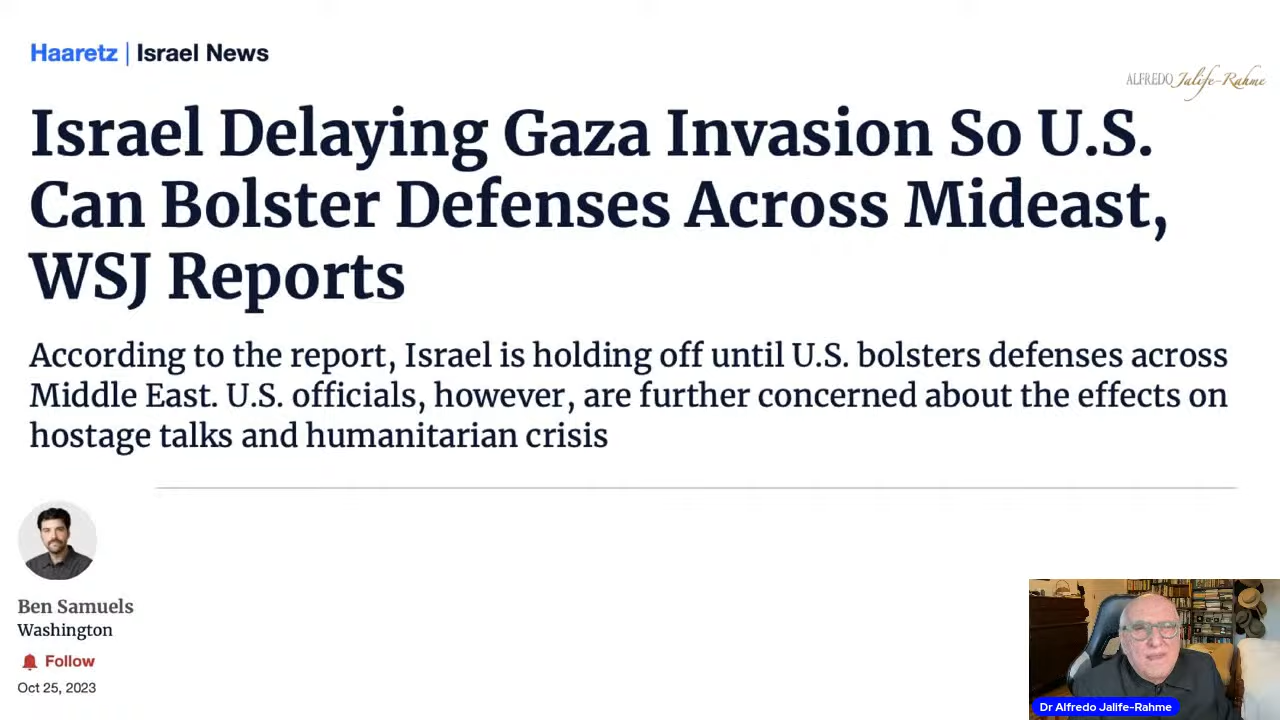 Haaretz | Israel News
ALFREDO Jalife-Rahme
Israel Delaying Gaza Invasion So U.S.
Can Bolster Defenses Across Mideast,
WSJ Reports
According to the report, Israel is holding off until U.S. bolsters defenses across
Middle East. U.S. officials, however, are further concerned about the effects on
hostage talks and humanitarian crisis
Ben Samuels
Washington
Follow
Oct 25, 2023
Dr Alfredo Jalife-Rahme